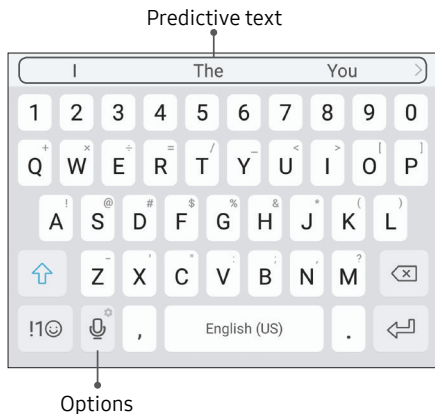 Predictive text
I The You >
1 2 3 4 5 6 7 8 9 0
+ × ÷ = / _ < > [ ]
Q W E R T Y U I O P
! @ # $ % & * ( )
A S D F G H J K L
- ' " : ; , ?
Z X C V B N M
!1☺ , English (US) .
Options